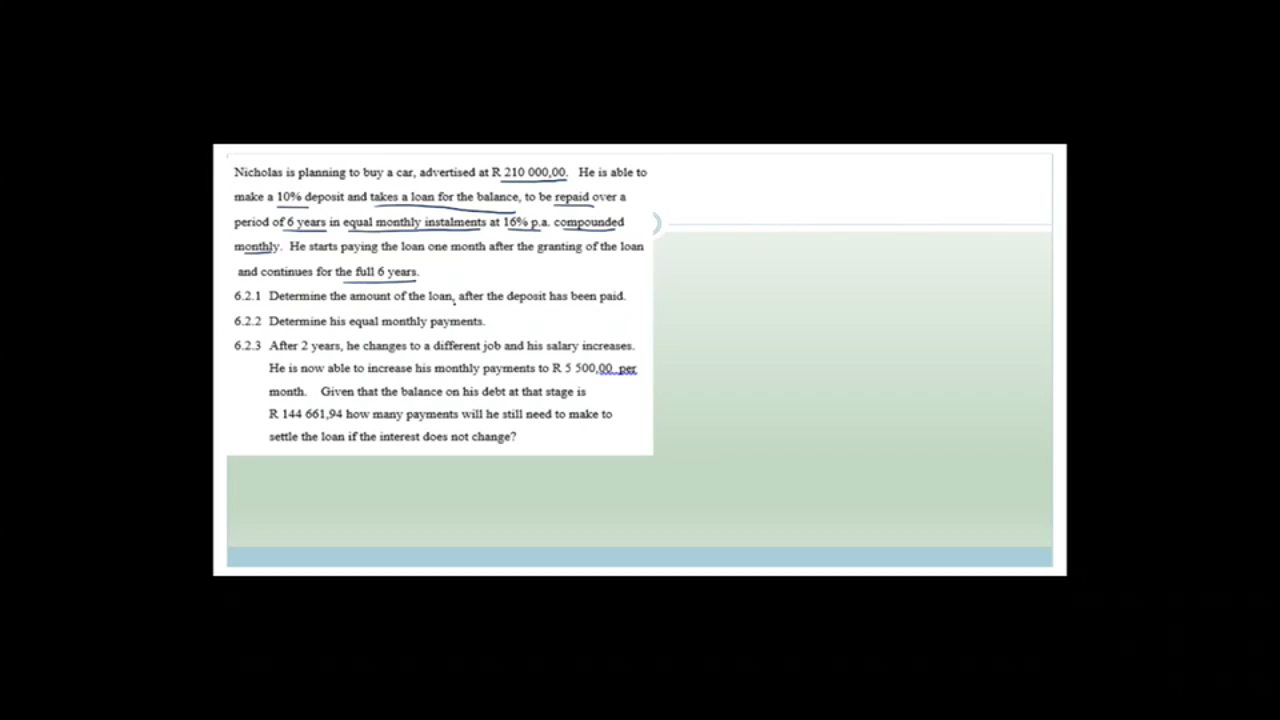 Nicholas is planning to buy a car, advertised at R 210 000,00. He is able to
make a 10% deposit and takes a loan for the balance, to be repaid over a
period of 6 years in equal monthly instalments at 16% p.a. compounded
monthly. He starts paying the loan one month after the granting of the loan
and continues for the full 6 years.
6.2.1 Determine the amount of the loan, after the deposit has been paid.
6.2.2 Determine his equal monthly payments.
6.2.3 After 2 years, he changes to a different job and his salary increases.
He is now able to increase his monthly payments to R 5 500,00 per
month. Given that the balance on his debt at that stage is
R 144 661,94 how many payments will he still need to make to
settle the loan if the interest does not change?